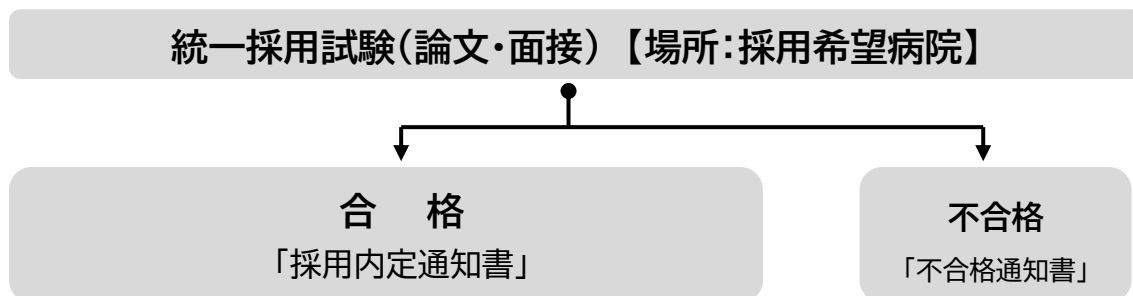 統一採用試験（論文・面接）【場所：採用希望病院】
合　格
「採用内定通知書」
不合格
「不合格通知書」